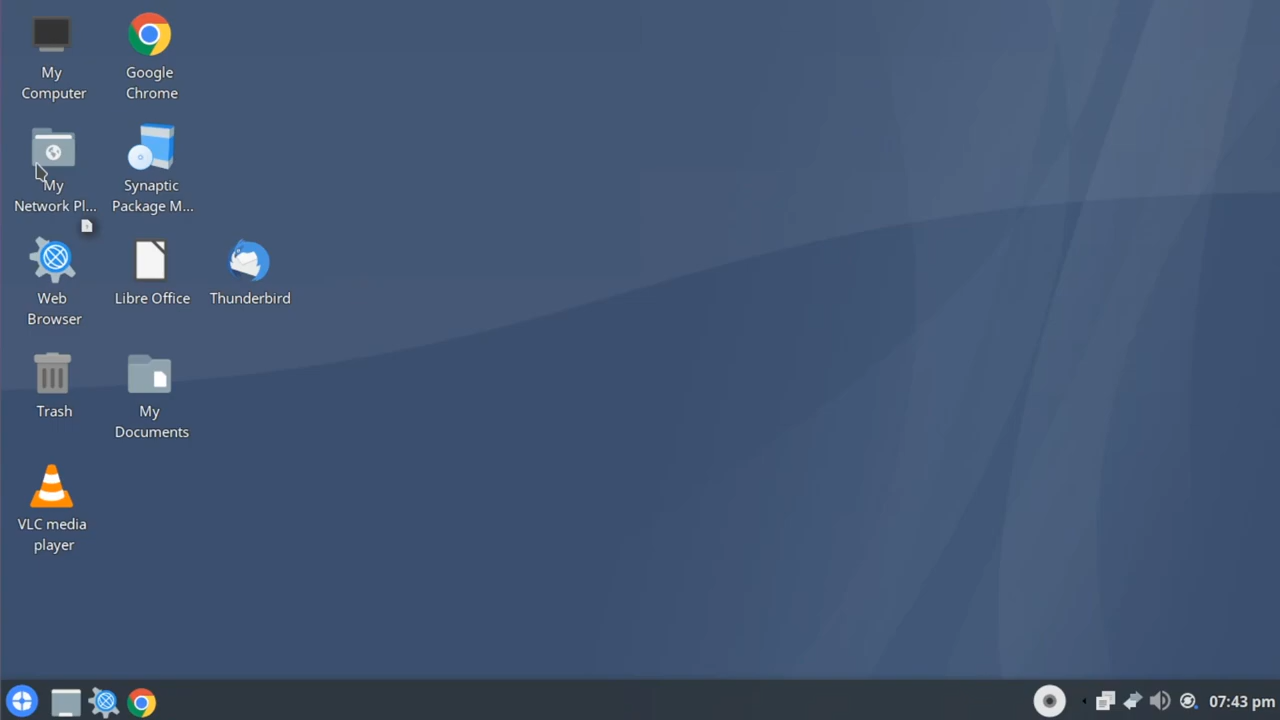 My
Computer
Google
Chrome
My
Network Pl...
Synaptic
Package M...
Web
Browser
Libre Office
Thunderbird
Trash
My
Documents
VLC media
player
07:43 pm